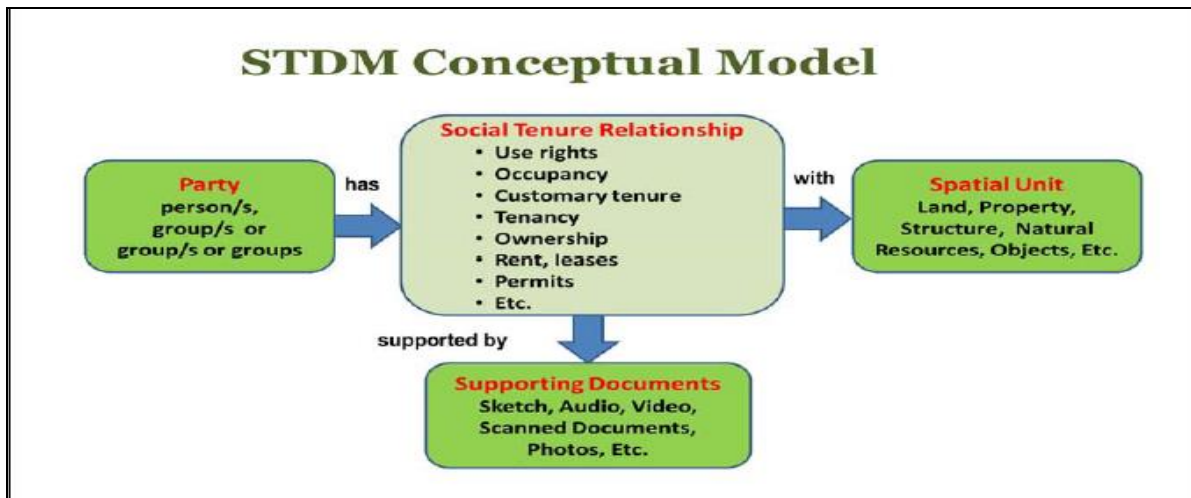 STDM Conceptual Model
Party
person/s,
group/s or
group/s or groups
has
Social Tenure Relationship
• Use rights
• Occupancy
• Customary tenure
• Tenancy
• Ownership
• Rent, leases
• Permits
• Etc.
with
Spatial Unit
Land, Property,
Structure, Natural
Resources, Objects, Etc.
supported by
Supporting Documents
Sketch, Audio, Video,
Scanned Documents,
Photos, Etc.